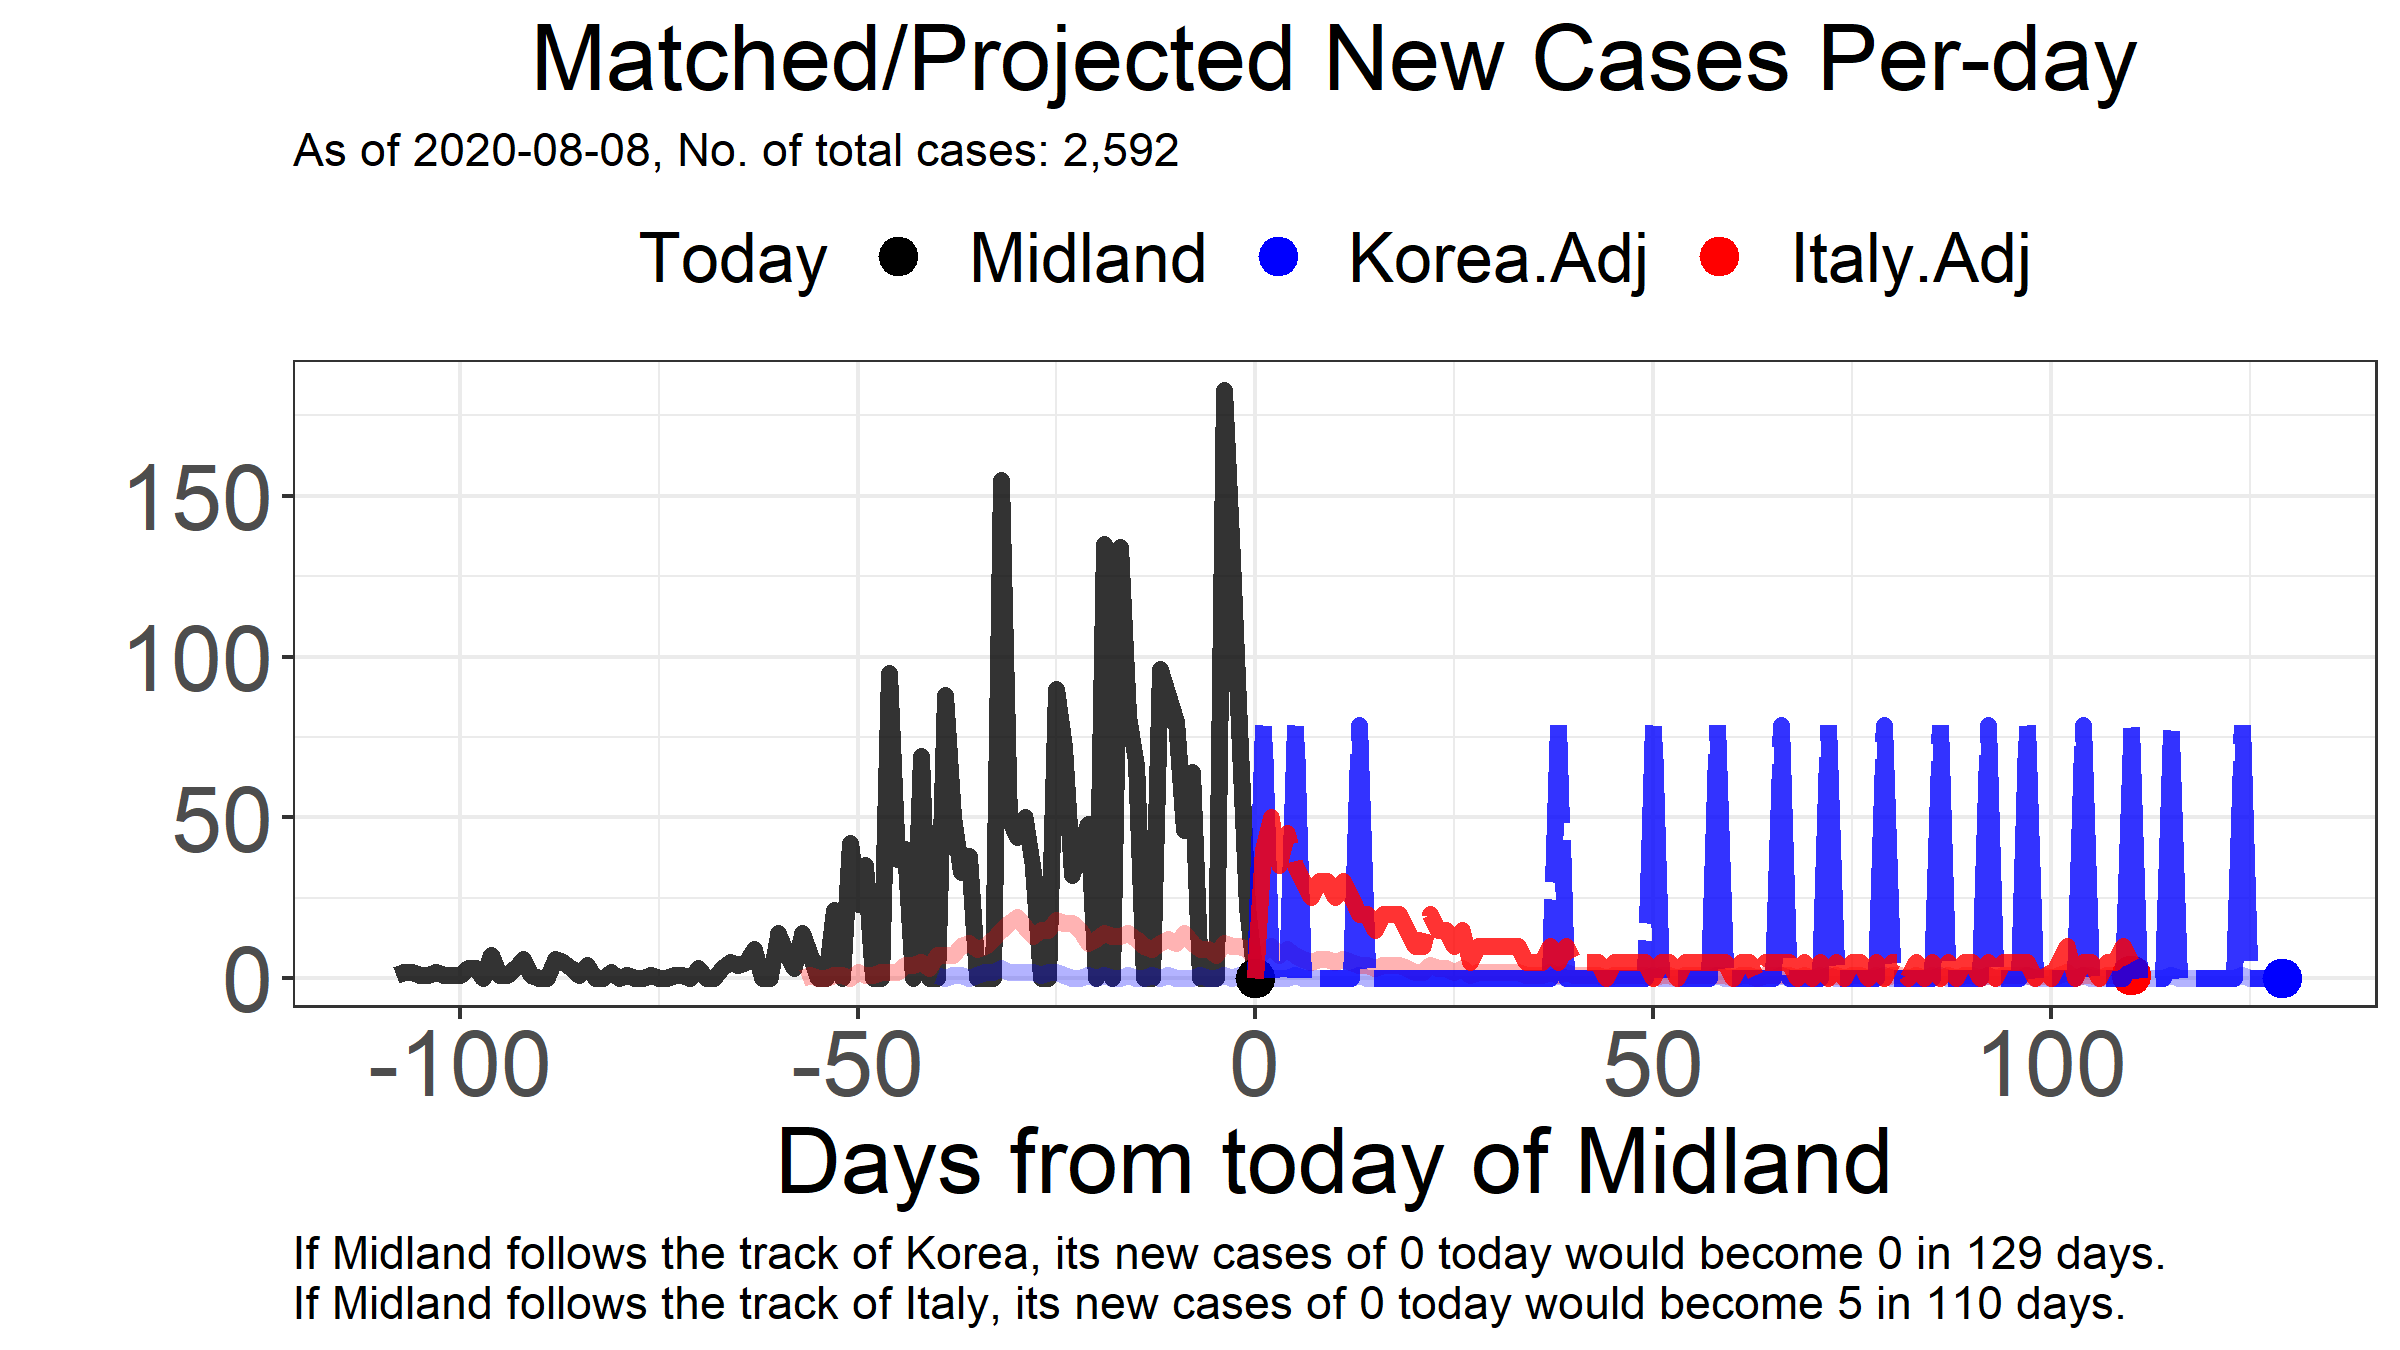 Matched/Projected New Cases Per-day
As of 2020-08-08, No. of total cases: 2,592
Today Midland Korea.Adj Italy.Adj
150
100
50
0
-100 -50 0 50 100
Days from today of Midland
If Midland follows the track of Korea, its new cases of 0 today would become 0 in 129 days.
If Midland follows the track of Italy, its new cases of 0 today would become 5 in 110 days.